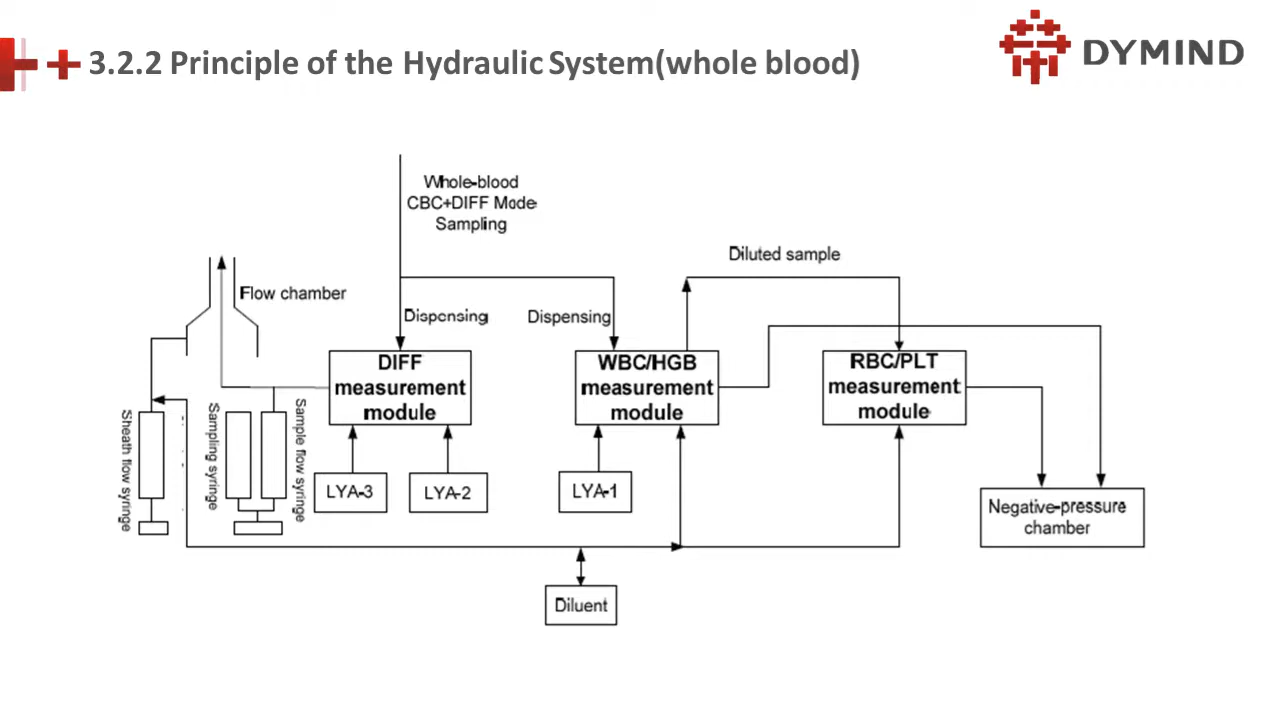 3.2.2 Principle of the Hydraulic System(whole blood)
DYMIND
Whole-blood
CBC+DIFF Mode
Sampling
Diluted sample
Flow chamber
Dispensing
Dispensing
DIFF
measurement
module
WBC/HGB
measurement
module
RBC/PLT
measurement
module
Sheath flow syringe
Sampling syringe
Sample flow syringe
LYA-3
LYA-2
LYA-1
Negative-pressure
chamber
Diluent